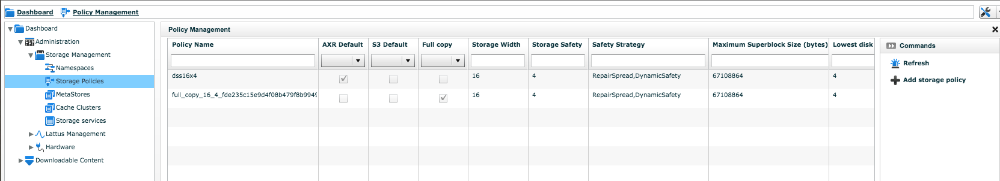 Dashboard Policy Management
Dashboard
Administration
Storage Management
Namespaces
Storage Policies
MetaStores
Cache Clusters
Storage services
Lattus Management
Hardware
Downloadable Content
Policy Management
Policy Name AXR Default S3 Default Full copy Storage Width Storage Safety Safety Strategy Maximum Superblock Size (bytes) Lowest disk
dss16x4 16 4 RepairSpread,DynamicSafety 67108864 4
full_copy_16_4_fde235c15e9d4f08b479f8b9949 16 4 RepairSpread,DynamicSafety 67108864 4
Commands
Refresh
Add storage policy